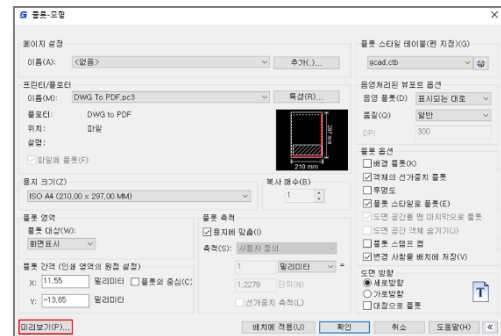 플롯-모형
페이지 설정
이름(A): <없음> 추가(.)...
플롯 스타일 테이블(펜 지정)(G)
gcad.ctb
프린터/플로터
이름(M): DWG To PDF.pc3 특성(R)...
플로터: DWG to PDF
위치: 파일
설명:
파일에 플롯(F)
210 mm
297 mm
음영처리된 뷰포트 옵션
음영 플롯(D) 표시되는 대로
품질(Q) 일반
DPI 300
용지 크기(Z)
ISO A4 (210.00 x 297.00 MM)
복사 매수(B)
1
플롯 옵션
배경 플롯(K)
객체의 선가중치 플롯
투명도
플롯 스타일로 플롯(E)
도면 공간을 맨 마지막으로 플롯
도면 공간 객체 숨기기(J)
플롯 스탬프 켬
변경 사항을 배치에 저장(V)
플롯 영역
플롯 대상(W):
화면표시
플롯 축척
용지에 맞춤(I)
축척(S): 사용자 정의
1 밀리미터 =
1.2279 단위(N)
선가중치 축척(L)
플롯 간격 (인쇄 영역의 원점 설정)
X: 11.55 밀리미터 플롯의 중심(C)
Y: -13.65 밀리미터
도면 방향
세로방향
가로방향
대칭으로 플롯
미리보기(P)... 배치에 적용(U) 확인 취소 도움말(H)